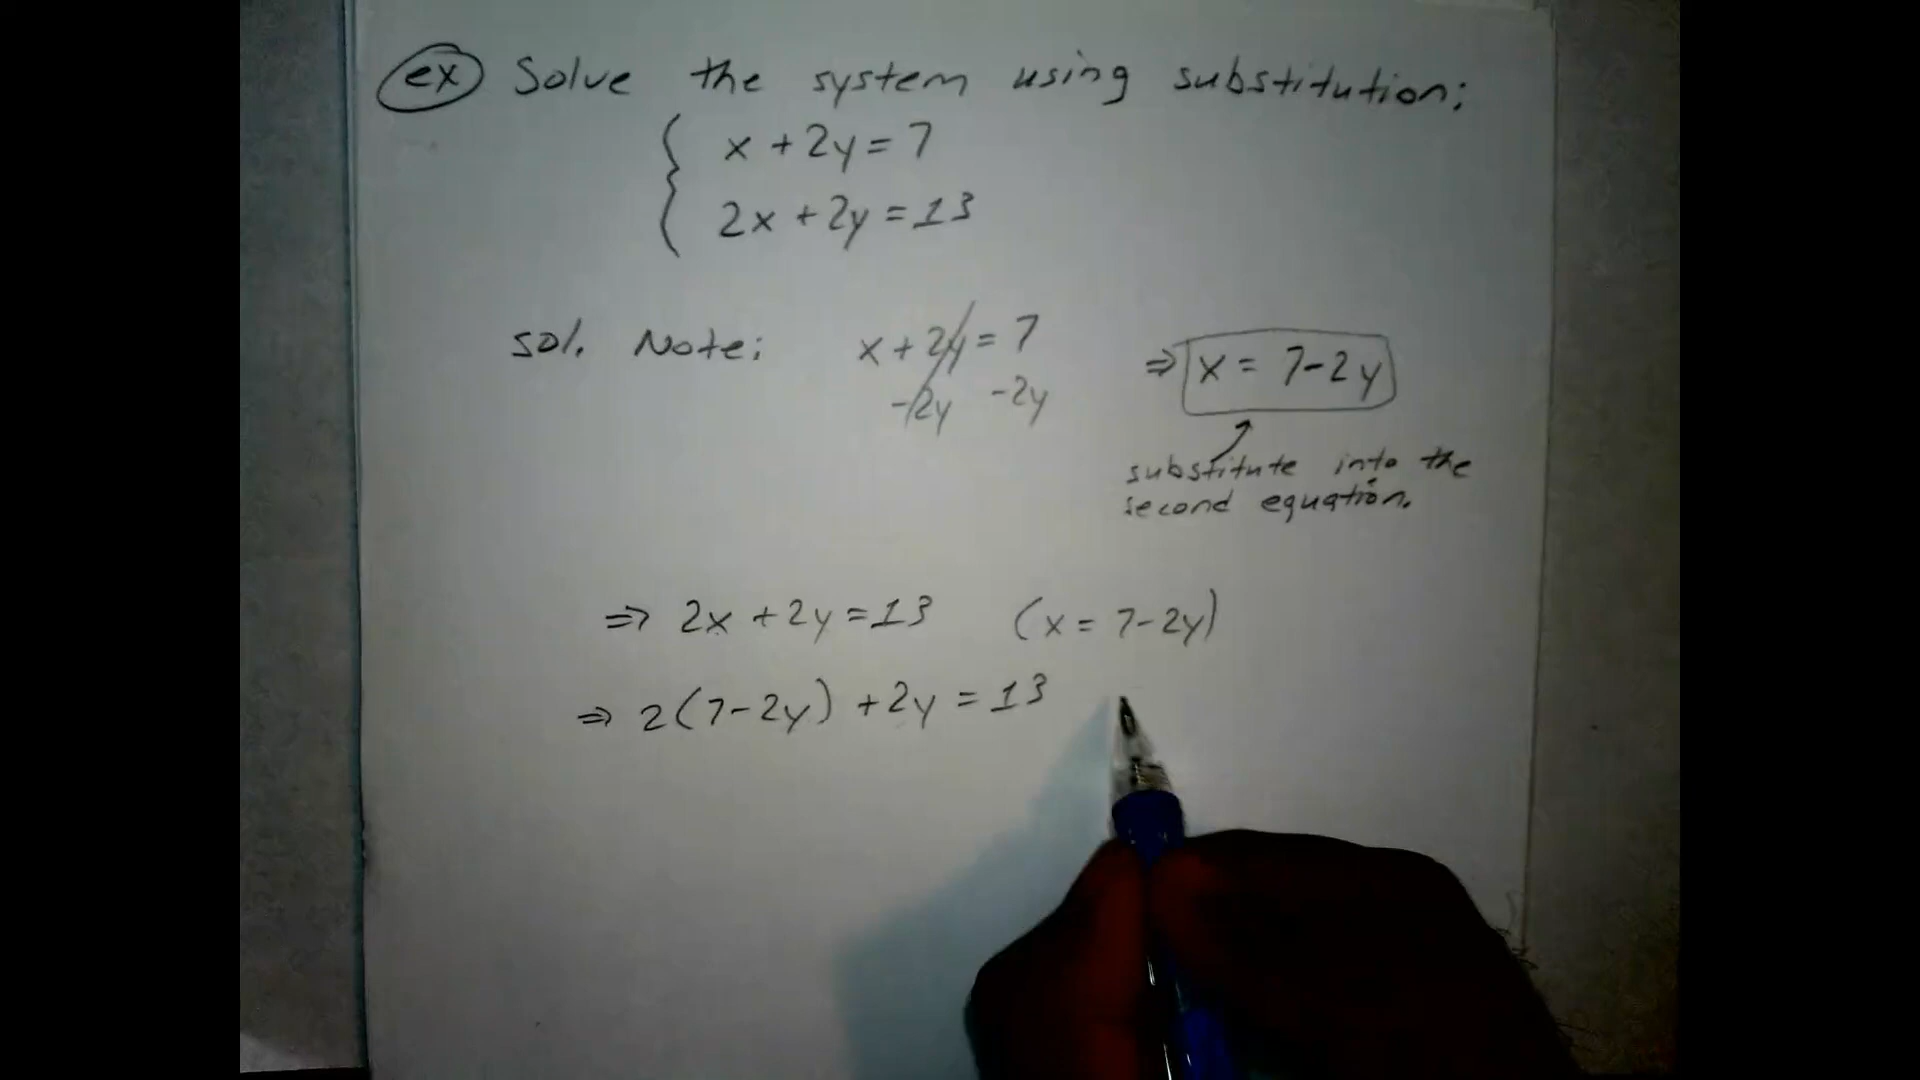 ex Solve the system using substitution:
x + 2y = 7
2x + 2y = 13
sol. Note: x + 2y = 7 ⇒ x = 7 - 2y
-2y -2y
substitute into the
second equation.
⇒ 2x + 2y = 13 (x = 7 - 2y)
⇒ 2(7 - 2y) + 2y = 13